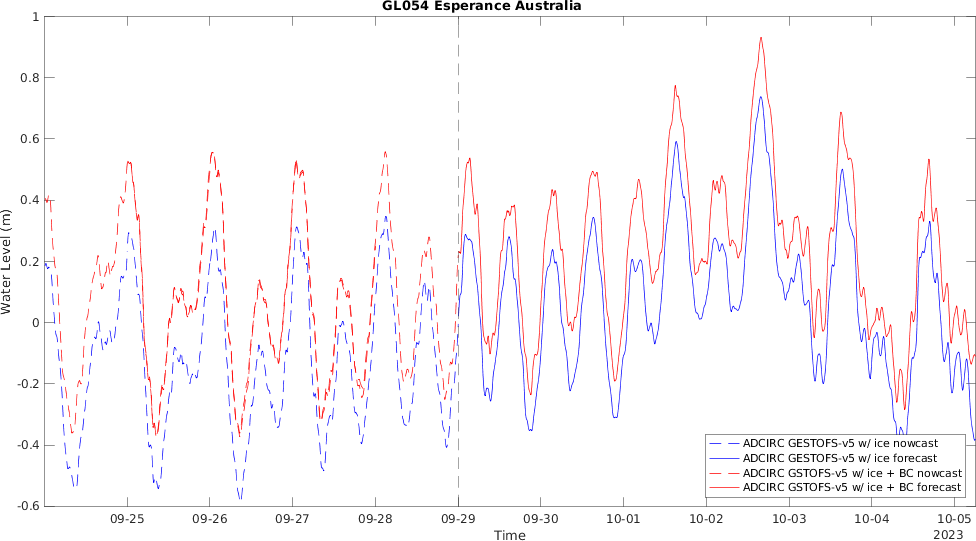 GL054 Esperance Australia
Water Level (m)
1
0.8
0.6
0.4
0.2
0
-0.2
-0.4
-0.6
ADCIRC GESTOFS-v5 w/ ice nowcast
ADCIRC GESTOFS-v5 w/ ice forecast
ADCIRC GSTOFS-v5 w/ ice + BC nowcast
ADCIRC GSTOFS-v5 w/ ice + BC forecast
09-25 09-26 09-27 09-28 09-29 09-30 10-01 10-02 10-03 10-04 10-05
Time
2023